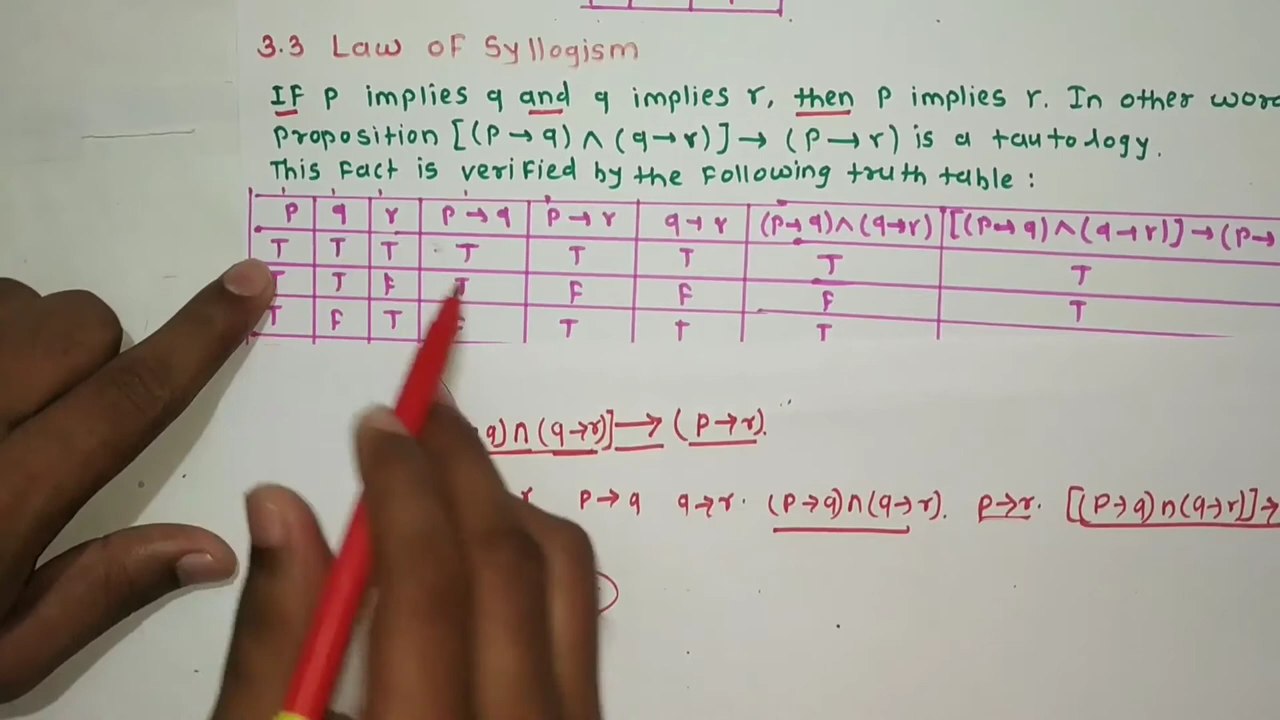 3.3 Law of Syllogism
IF p implies q and q implies r, then p implies r. In other
proposition [(p → q) ∧ (q → r)] → (p → r) is a tautology.
This Fact is verified by the following truth table :
p q r p → q p → r q → r (p → q) ∧ (q → r) [(p → q) ∧ (q → r)] → (p →
T T T T T T T T
T T F T F F F T
T F T F T T T
q) ∩ (q → r)] → (p → r).
r p → q q → r. (p → q) ∩ (q → r). p → r. [(p → q) ∩ (q → r)] →